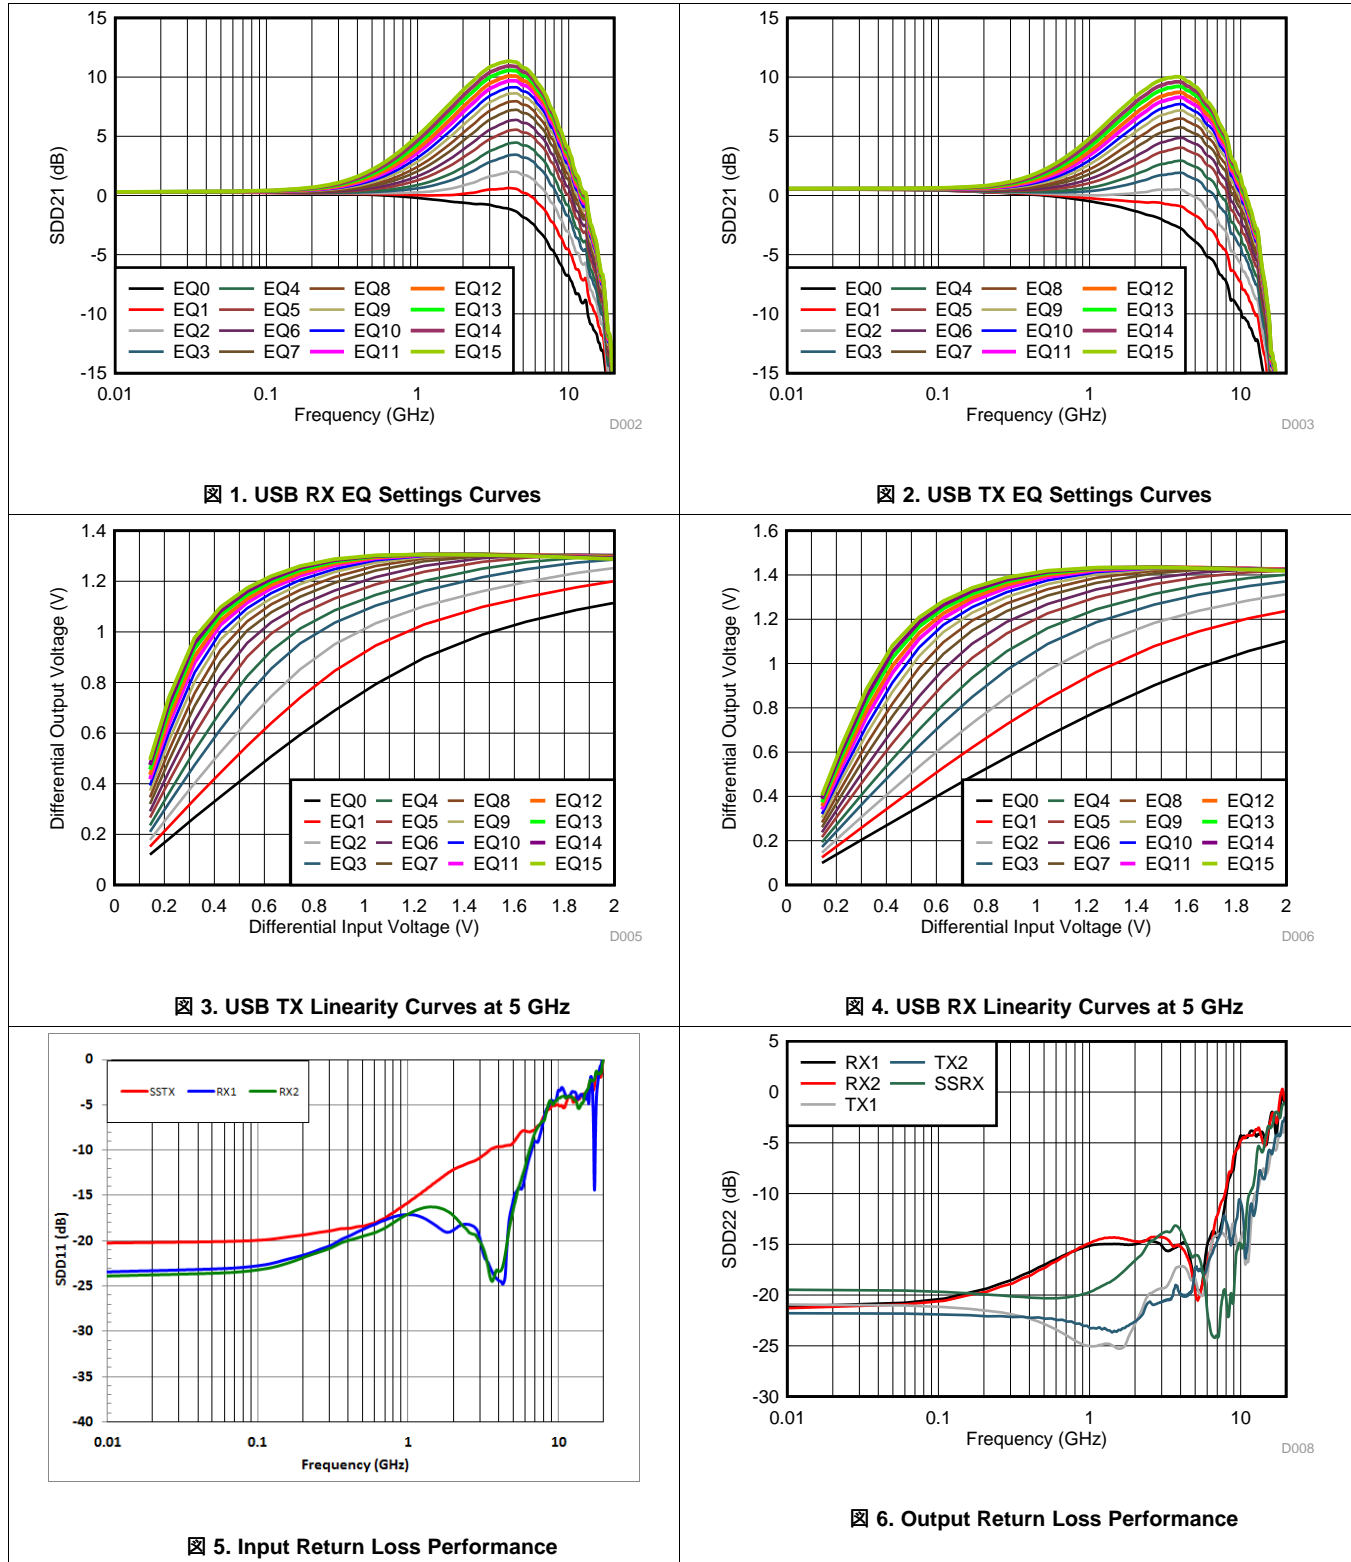 15
10
5
0
-5
-10
-15
SDD21 (dB)
EQ0 EQ4 EQ8 EQ12
EQ1 EQ5 EQ9 EQ13
EQ2 EQ6 EQ10 EQ14
EQ3 EQ7 EQ11 EQ15
0.01 0.1 1 10
Frequency (GHz)
D002
図 1. USB RX EQ Settings Curves
15
10
5
0
-5
-10
-15
SDD21 (dB)
EQ0 EQ4 EQ8 EQ12
EQ1 EQ5 EQ9 EQ13
EQ2 EQ6 EQ10 EQ14
EQ3 EQ7 EQ11 EQ15
0.01 0.1 1 10
Frequency (GHz)
D003
図 2. USB TX EQ Settings Curves
1.4
1.2
1
0.8
0.6
0.4
0.2
0
Differential Output Voltage (V)
EQ0 EQ4 EQ8 EQ12
EQ1 EQ5 EQ9 EQ13
EQ2 EQ6 EQ10 EQ14
EQ3 EQ7 EQ11 EQ15
0 0.2 0.4 0.6 0.8 1 1.2 1.4 1.6 1.8 2
Differential Input Voltage (V)
D005
図 3. USB TX Linearity Curves at 5 GHz
1.6
1.4
1.2
1
0.8
0.6
0.4
0.2
0
Differential Output Voltage (V)
EQ0 EQ4 EQ8 EQ12
EQ1 EQ5 EQ9 EQ13
EQ2 EQ6 EQ10 EQ14
EQ3 EQ7 EQ11 EQ15
0 0.2 0.4 0.6 0.8 1 1.2 1.4 1.6 1.8 2
Differential Input Voltage (V)
D006
図 4. USB RX Linearity Curves at 5 GHz
0
-5
-10
-15
-20
-25
-30
-35
-40
SDD11 (dB)
SSTX RX1 RX2
0.01 0.1 1 10
Frequency (GHz)
図 5. Input Return Loss Performance
5
0
-5
-10
-15
-20
-25
-30
SDD22 (dB)
RX1 TX2
RX2 SSRX
TX1
0.01 0.1 1 10
Frequency (GHz)
D008
図 6. Output Return Loss Performance